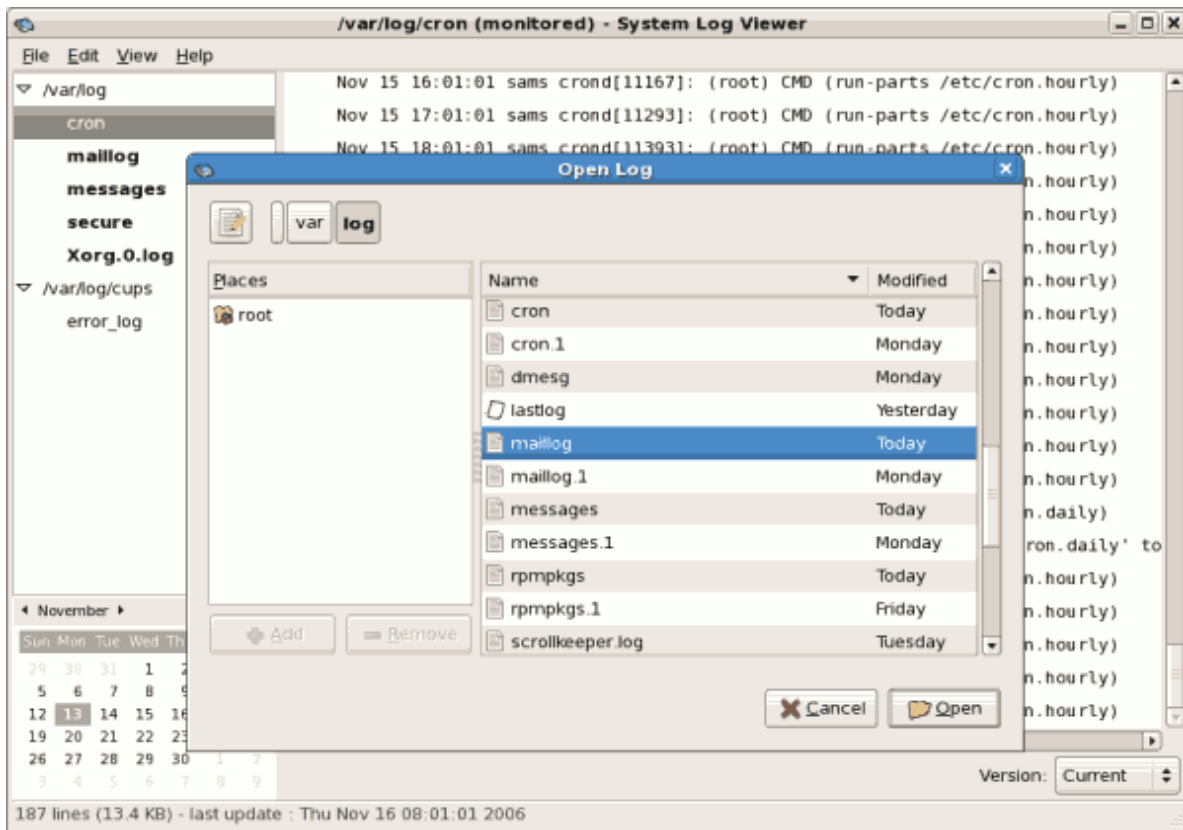 /var/log/cron (monitored) - System Log Viewer
File Edit View Help
/var/log
cron
maillog
messages
secure
Xorg.0.log
/var/log/cups
error_log
Nov 15 16:01:01 sams crond[11167]: (root) CMD (run-parts /etc/cron.hourly)
Nov 15 17:01:01 sams crond[11293]: (root) CMD (run-parts /etc/cron.hourly)
Nov 15 18:01:01 sams crond[11393]: (root) CMD (run-parts /etc/cron.hourly)
n.hourly)
n.hourly)
n.hourly)
n.hourly)
n.hourly)
n.hourly)
n.hourly)
n.hourly)
n.hourly)
n.hourly)
n.daily)
ron.daily' to
n.hourly)
n.hourly)
n.hourly)
n.hourly)
n.hourly)
Open Log
var log
Places
root
Name Modified
cron Today
cron.1 Monday
dmesg Monday
lastlog Yesterday
maillog Today
maillog.1 Monday
messages Today
messages.1 Monday
rpmpkgs Today
rpmpkgs.1 Friday
scrollkeeper.log Tuesday
Add Remove
Cancel Open
November
Sun Mon Tue Wed Th
29 30 31 1 2
5 6 7 8 9
12 13 14 15 16
19 20 21 22 23
26 27 28 29 30 1 2
3 4 5 6 7 8 9
Version: Current
187 lines (13.4 KB) - last update : Thu Nov 16 08:01:01 2006